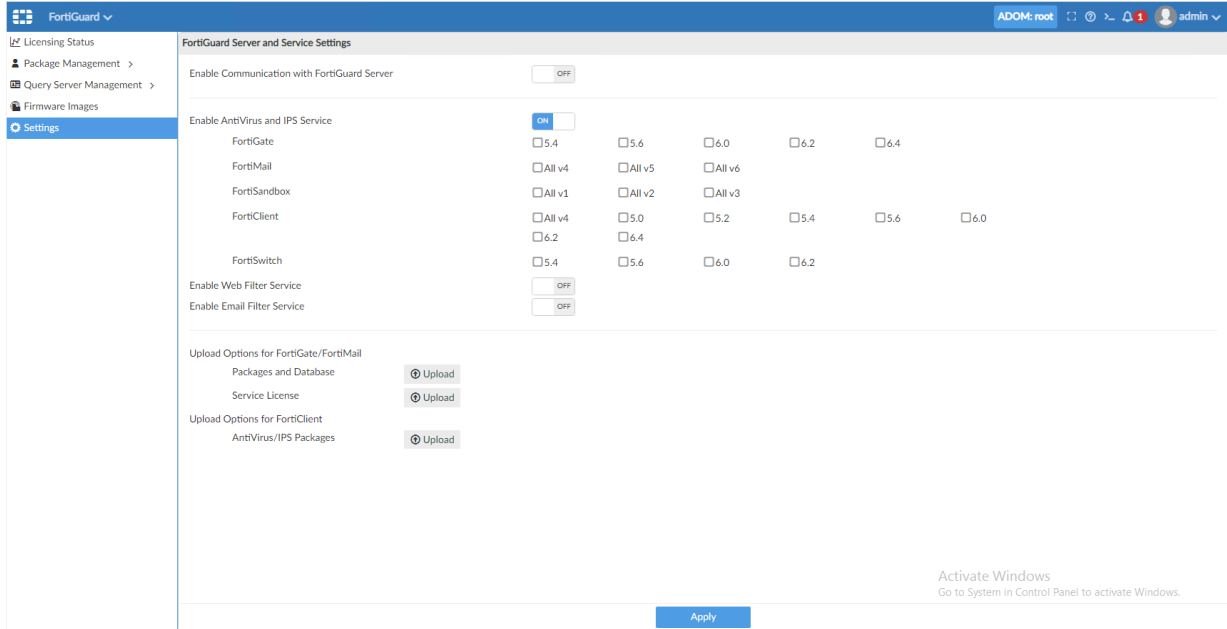 FortiGuard
ADOM: root
1
admin
Licensing Status
Package Management
Query Server Management
Firmware Images
Settings
FortiGuard Server and Service Settings
Enable Communication with FortiGuard Server OFF
Enable AntiVirus and IPS Service ON
FortiGate 5.4 5.6 6.0 6.2 6.4
FortiMail All v4 All v5 All v6
FortiSandbox All v1 All v2 All v3
FortiClient All v4 5.0 5.2 5.4 5.6 6.0
6.2 6.4
FortiSwitch 5.4 5.6 6.0 6.2
Enable Web Filter Service OFF
Enable Email Filter Service OFF
Upload Options for FortiGate/FortiMail
Packages and Database Upload
Service License Upload
Upload Options for FortiClient
AntiVirus/IPS Packages Upload
Activate Windows
Go to System in Control Panel to activate Windows.
Apply